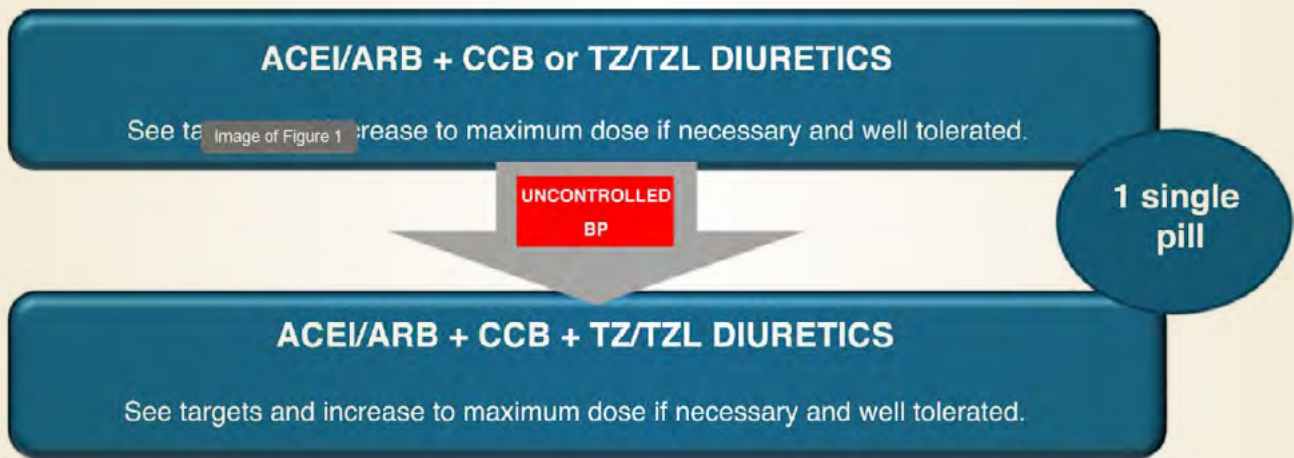 ACEI/ARB + CCB or TZ/TZL DIURETICS
See ta Image of Figure 1 crease to maximum dose if necessary and well tolerated.
UNCONTROLLED
BP
1 single
pill
ACEI/ARB + CCB + TZ/TZL DIURETICS
See targets and increase to maximum dose if necessary and well tolerated.